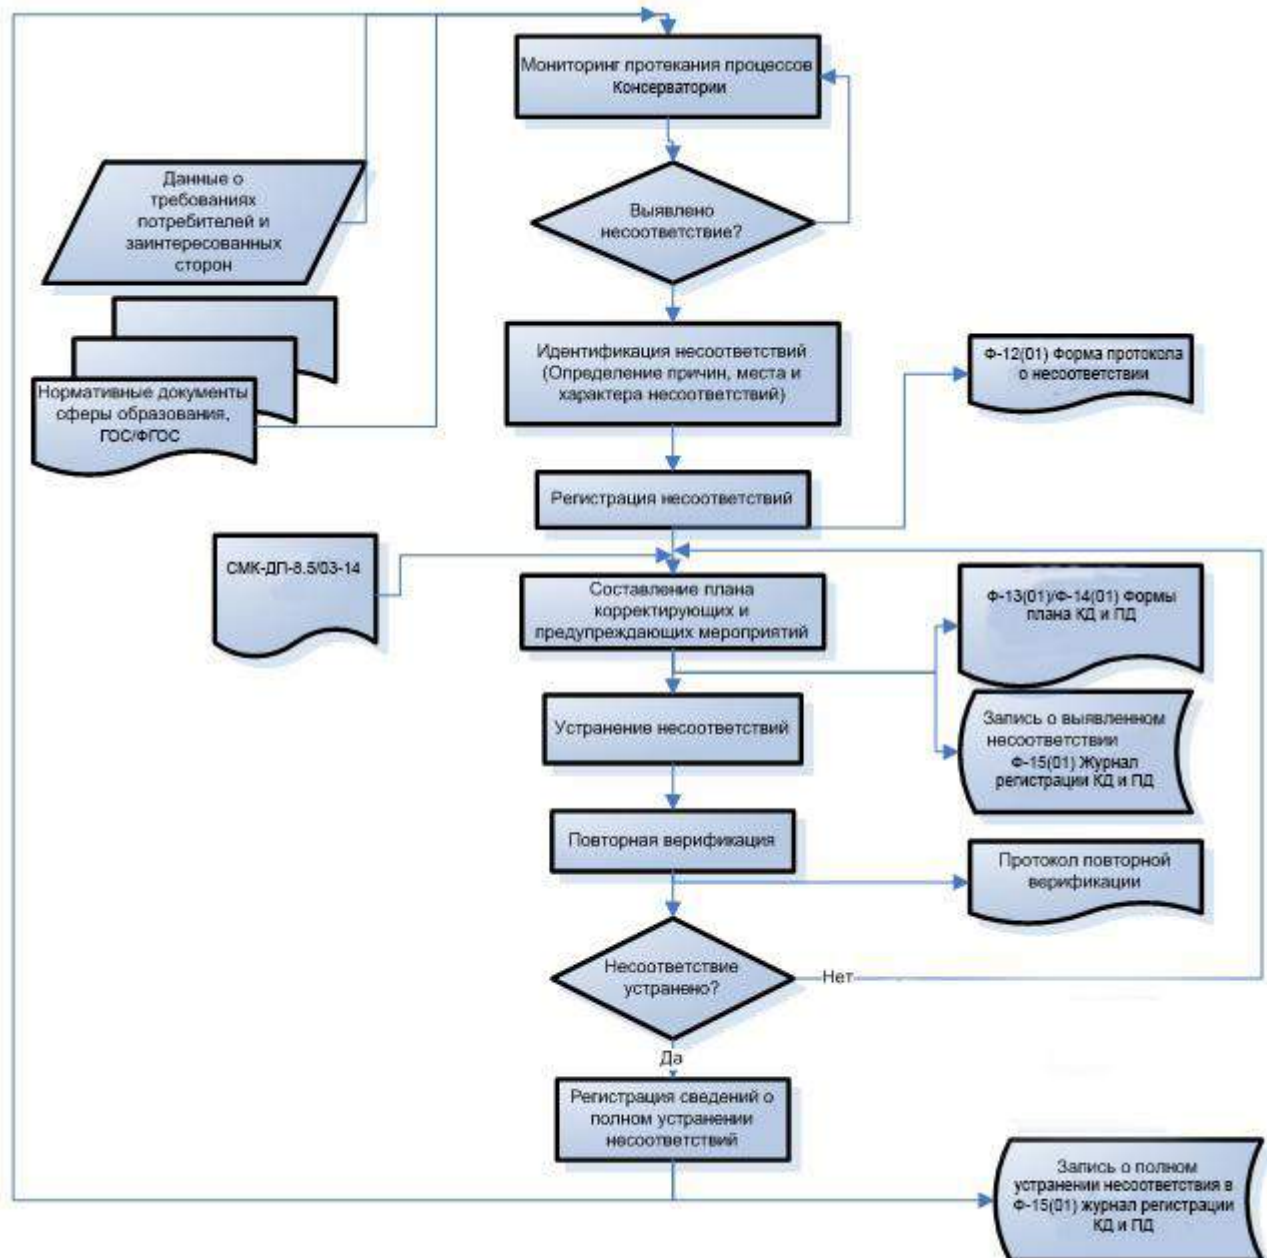 Мониторинг протекания процессов
Консерватории
Данные о
требованиях
потребителей и
заинтересованных
сторон
Выявлено
несоответствие?
Нормативные документы
сферы образования,
ГОС/ФГОС
Идентификация несоответствий
(Определение причин, места и
характера несоответствий)
Ф-12(01) Форма протокола
о несоответствии
Регистрация несоответствий
СМК-ДП-8.5/03-14
Составление плана
корректирующих и
предупреждающих мероприятий
Ф-13(01)/Ф-14(01) Формы
плана КД и ПД
Устранение несоответствий
Запись о выявленном
несоответствии
Ф-15(01) Журнал
регистрации КД и ПД
Повторная верификация
Протокол повторной
верификации
Несоответствие
устранено?
Нет
Да
Регистрация сведений о
полном устранении
несоответствий
Запись о полном
устранении несоответствия в
Ф-15(01) журнал регистрации
КД и ПД